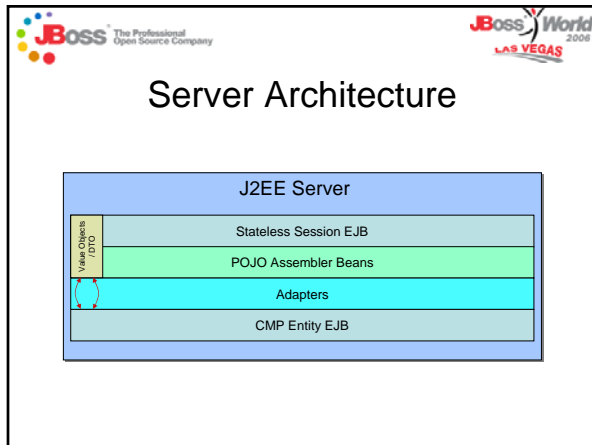 JBoss The Professional
Open Source Company
JBoss World
2006
LAS VEGAS
Server Architecture
J2EE Server
Value Objects
/ DTO
Stateless Session EJB
POJO Assembler Beans
Adapters
CMP Entity EJB